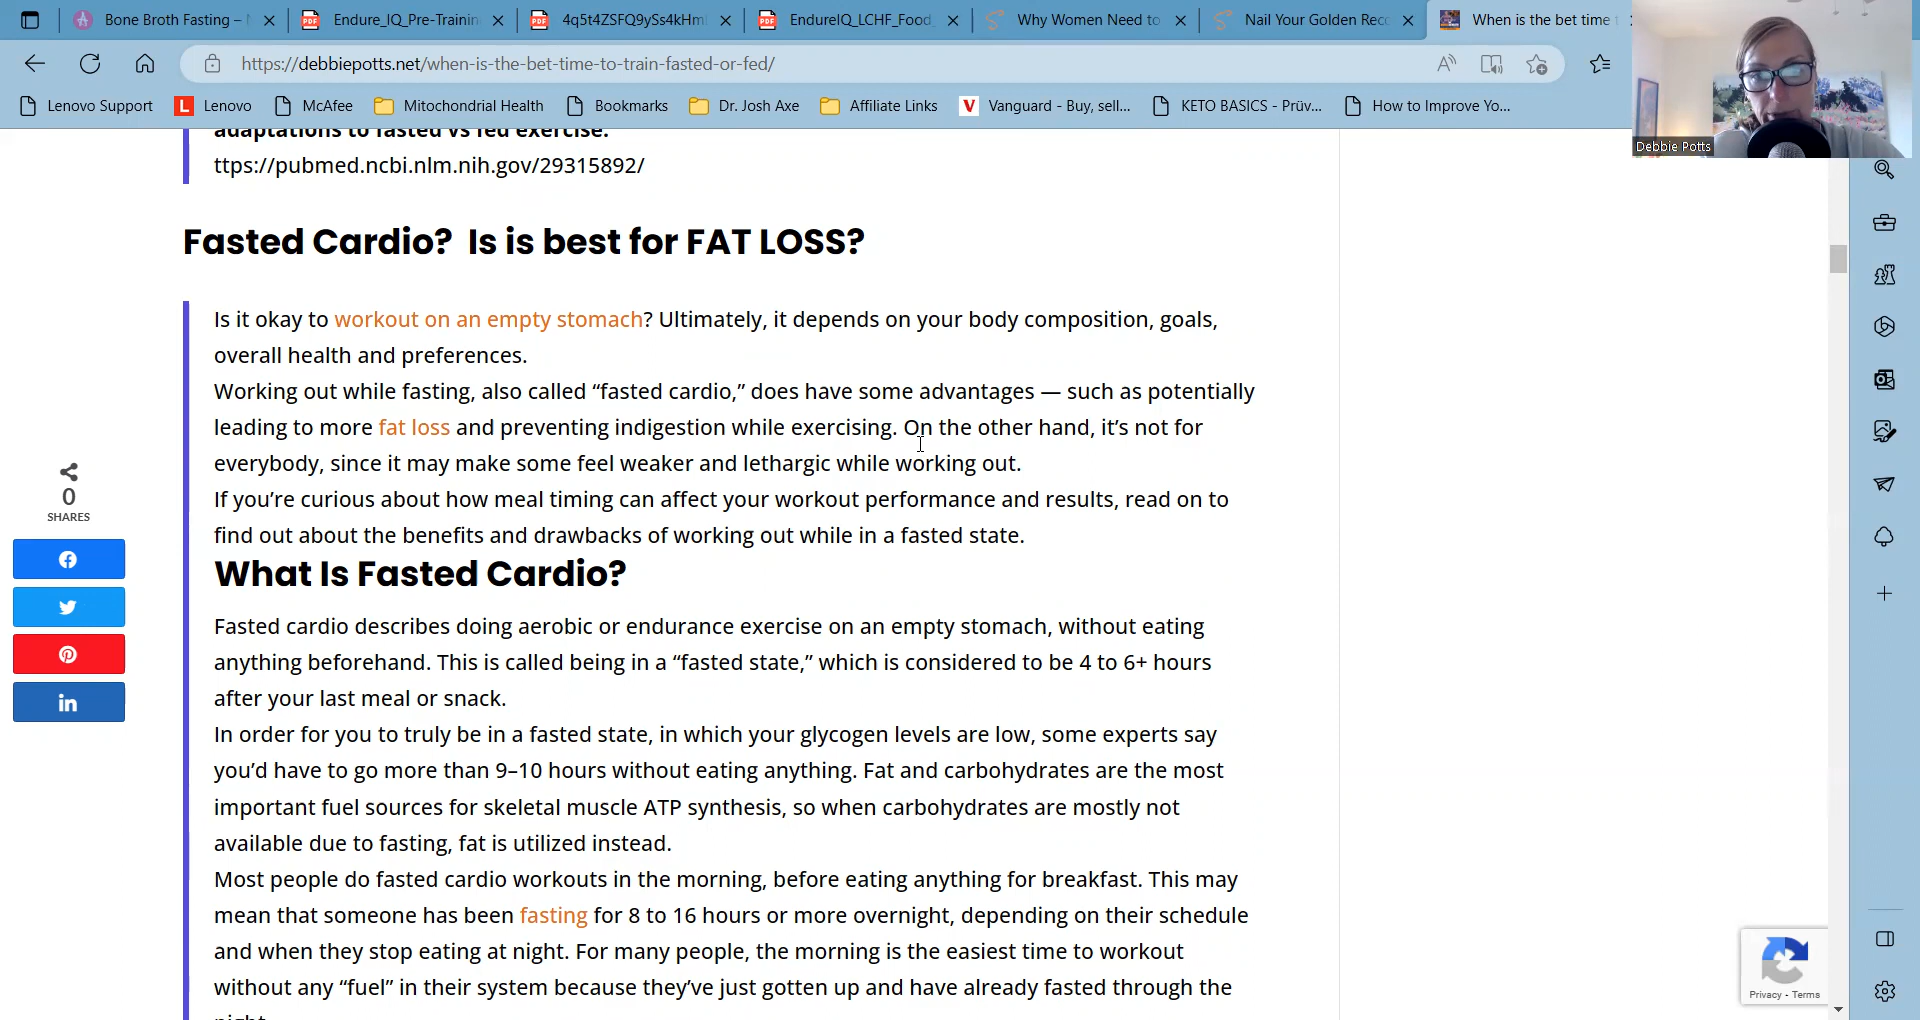 Bone Broth Fasting –
Endure_IQ_Pre-Trainin
4q5t4ZSFQ9ySs4kHm
EndureIQ_LCHF_Food_
Why Women Need to
Nail Your Golden Rec
When is the bet time
https://debbiepotts.net/when-is-the-bet-time-to-train-fasted-or-fed/
Lenovo Support
L Lenovo
McAfee
Mitochondrial Health
Bookmarks
Dr. Josh Axe
Affiliate Links
V Vanguard - Buy, sell...
KETO BASICS - Prüv...
How to Improve Yo...
Debbie Potts
adaptations to fasted vs fed exercise.
ttps://pubmed.ncbi.nlm.nih.gov/29315892/
Fasted Cardio? Is is best for FAT LOSS?
Is it okay to workout on an empty stomach? Ultimately, it depends on your body composition, goals,
overall health and preferences.
Working out while fasting, also called “fasted cardio,” does have some advantages — such as potentially
leading to more fat loss and preventing indigestion while exercising. On the other hand, it’s not for
everybody, since it may make some feel weaker and lethargic while working out.
If you’re curious about how meal timing can affect your workout performance and results, read on to
find out about the benefits and drawbacks of working out while in a fasted state.
0
SHARES
What Is Fasted Cardio?
Fasted cardio describes doing aerobic or endurance exercise on an empty stomach, without eating
anything beforehand. This is called being in a “fasted state,” which is considered to be 4 to 6+ hours
after your last meal or snack.
In order for you to truly be in a fasted state, in which your glycogen levels are low, some experts say
you’d have to go more than 9–10 hours without eating anything. Fat and carbohydrates are the most
important fuel sources for skeletal muscle ATP synthesis, so when carbohydrates are mostly not
available due to fasting, fat is utilized instead.
Most people do fasted cardio workouts in the morning, before eating anything for breakfast. This may
mean that someone has been fasting for 8 to 16 hours or more overnight, depending on their schedule
and when they stop eating at night. For many people, the morning is the easiest time to workout
without any “fuel” in their system because they’ve just gotten up and have already fasted through the
Privacy - Terms